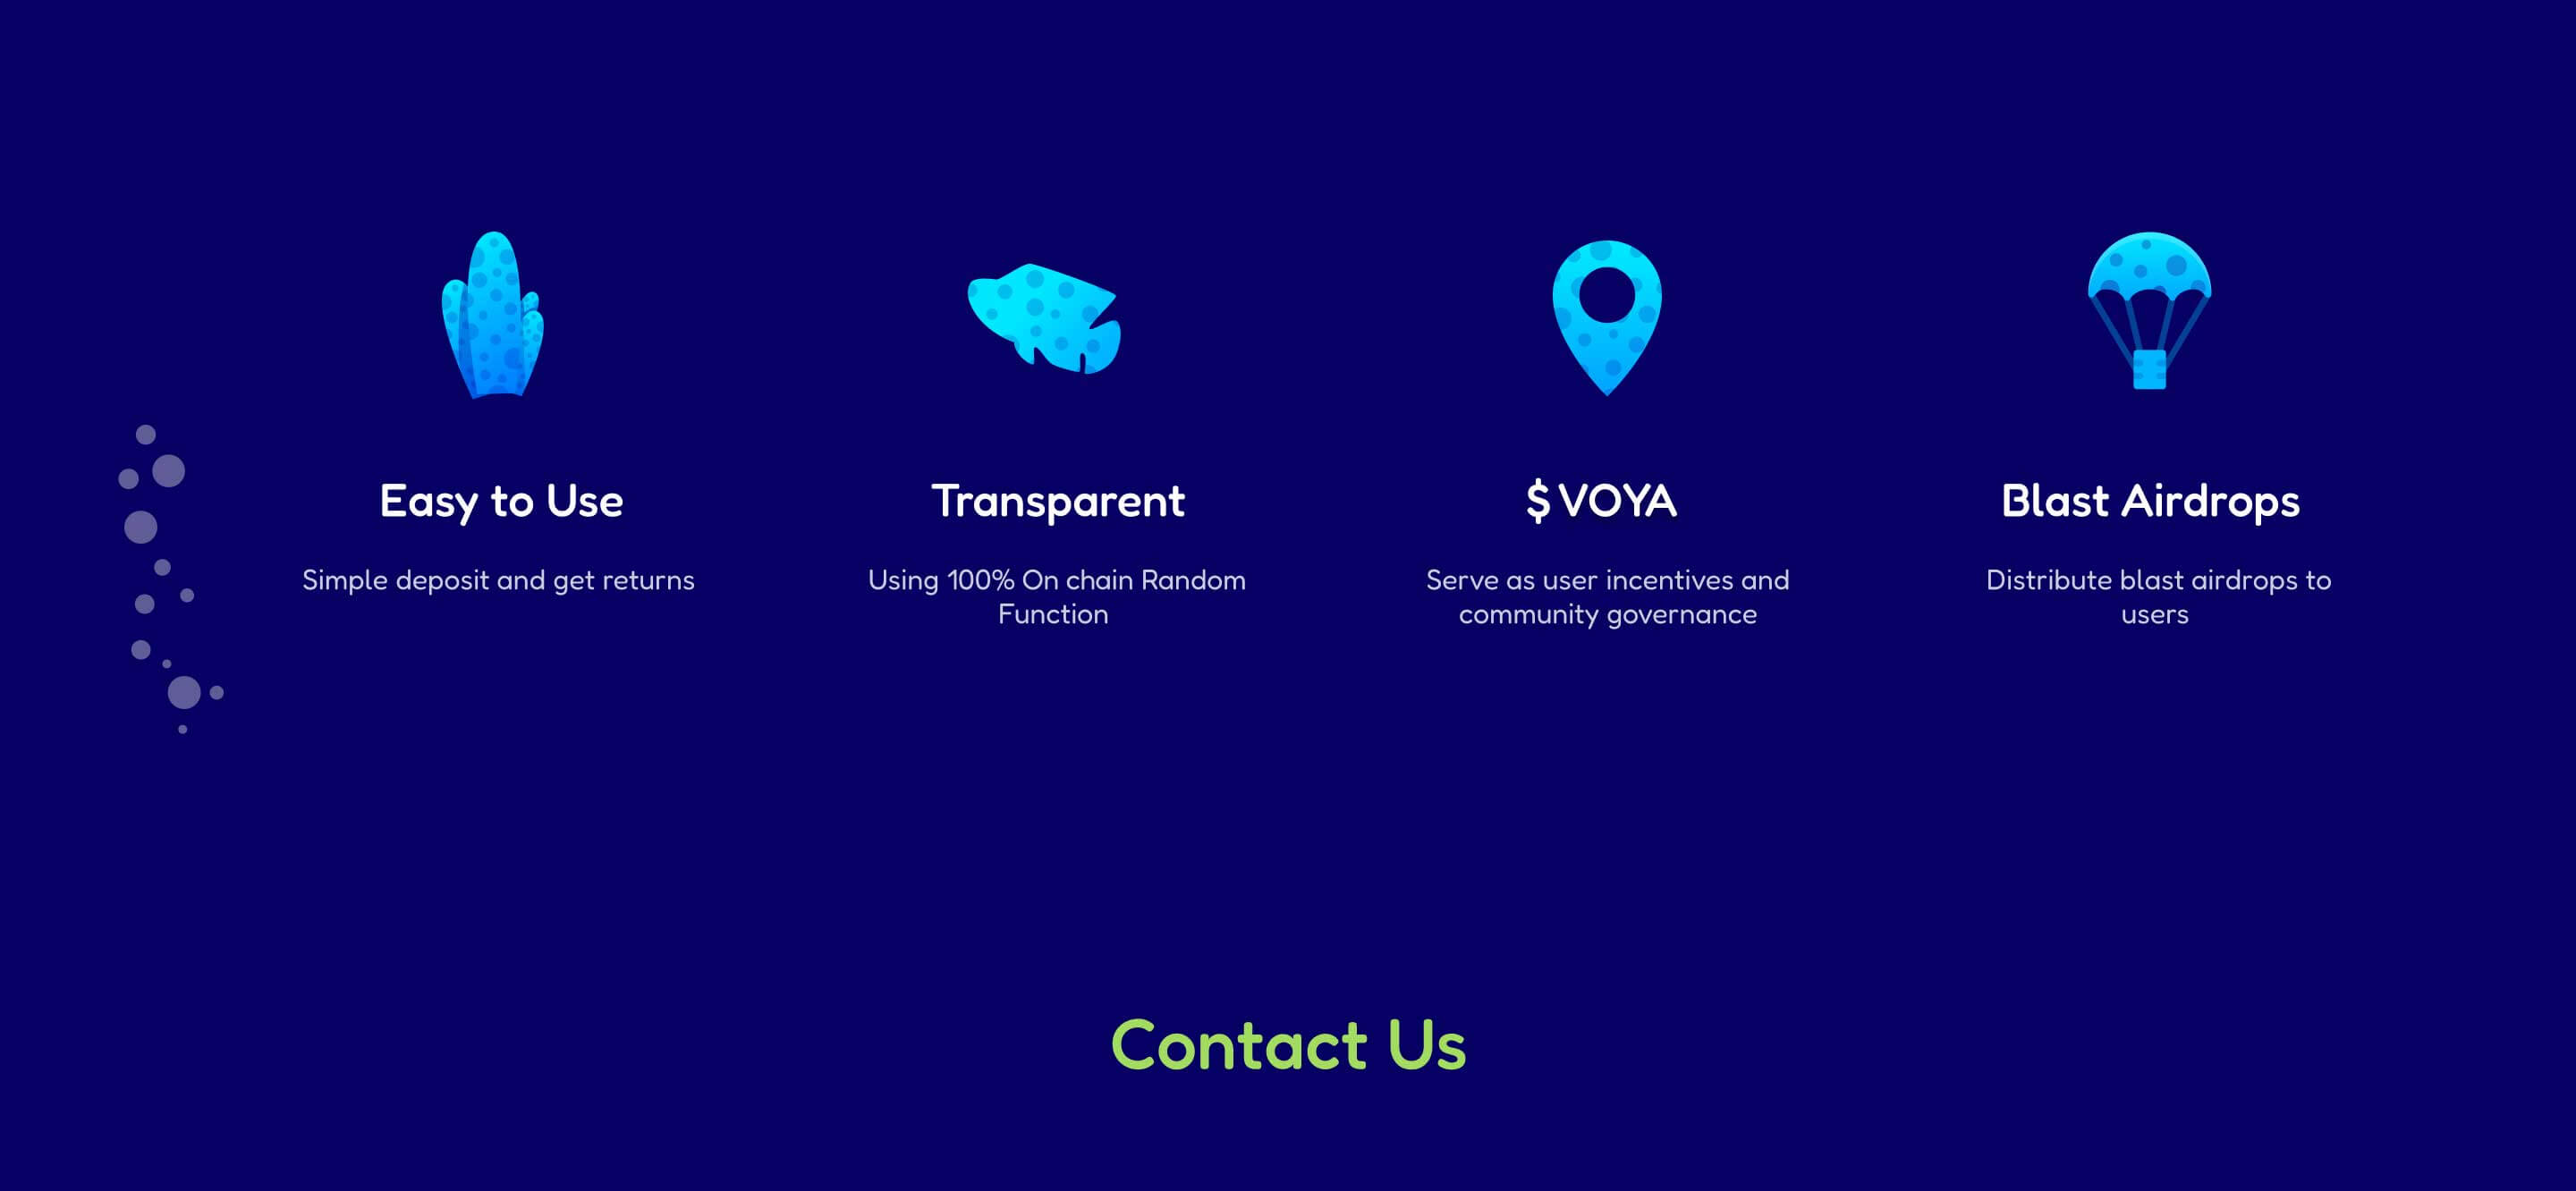 Easy to Use
Simple deposit and get returns
Transparent
Using 100% On chain Random
Function
$ VOYA
Serve as user incentives and
community governance
Blast Airdrops
Distribute blast airdrops to
users
Contact Us